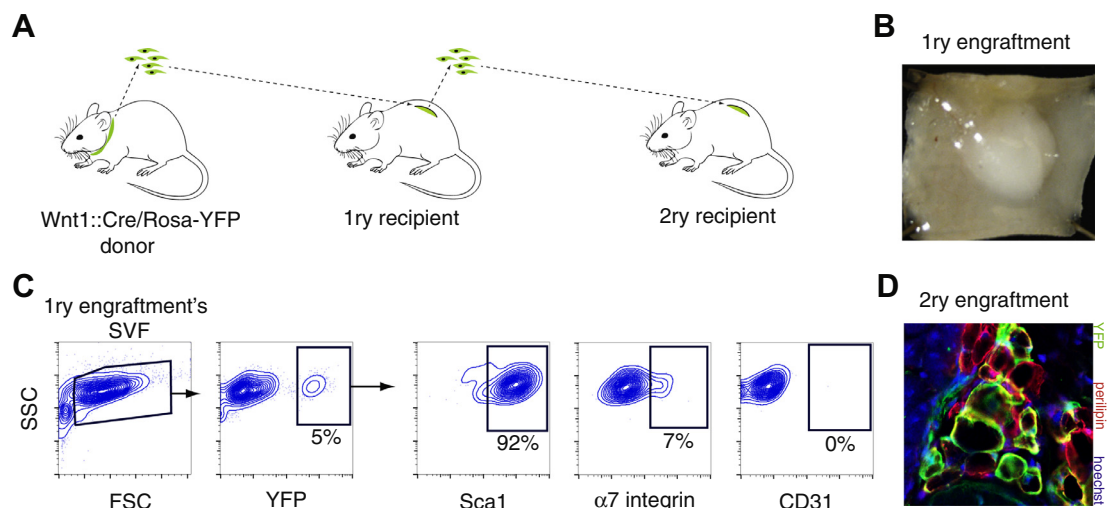 A
Wnt1::Cre/Rosa-YFP
donor
1ry recipient
2ry recipient
B
1ry engraftment
C
1ry engraftment's
SVF
SSC
FSC
5%
YFP
92%
Sca1
7%
α7 integrin
0%
CD31
D
2ry engraftment
YFP
perilipin
hoechst